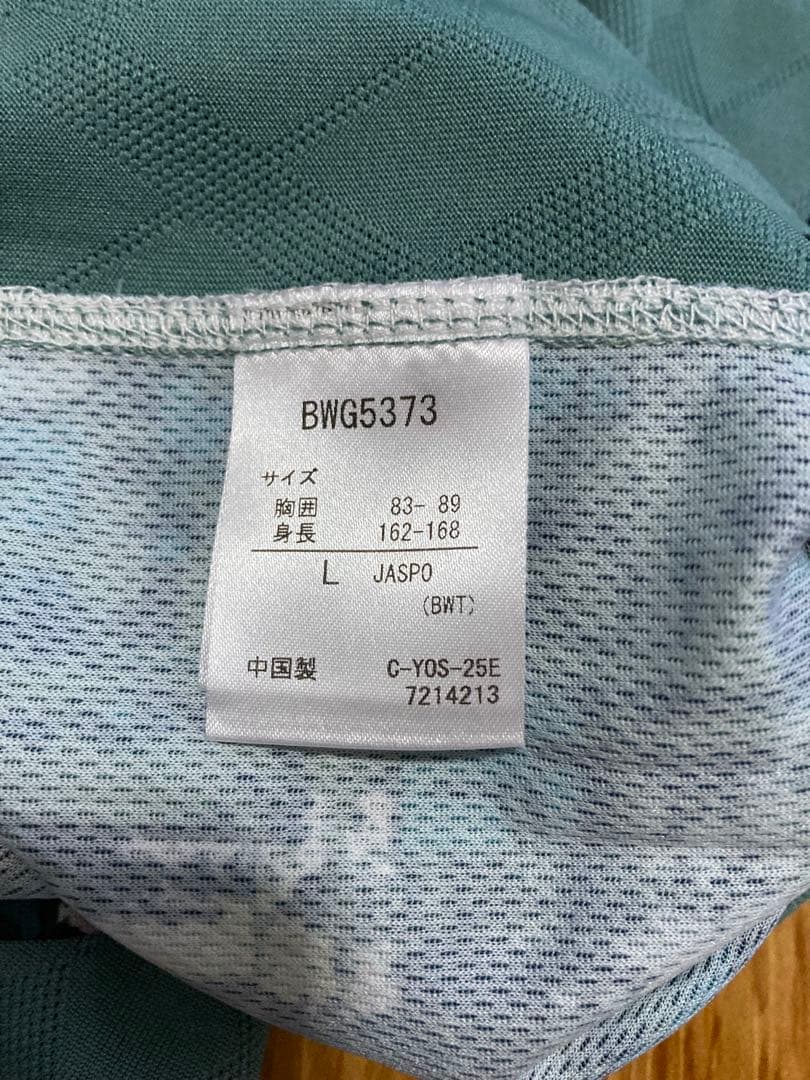 BWG5373
サイズ
胸囲 83- 89
身長 162-168
L JASPO
(BWT)
中国製 C-YOS-25E
7214213